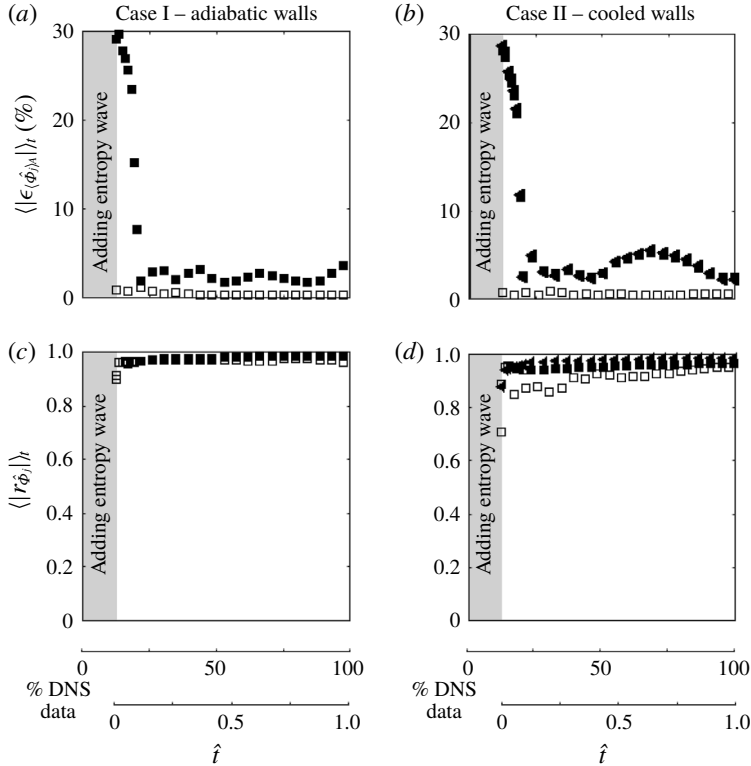 (a) Case I – adiabatic walls
(b) Case II – cooled walls
30
20
10
0
⟨|ϵ⟨Φ̂j⟩A|⟩t (%)
Adding entropy wave
30
20
10
0
Adding entropy wave
(c)
(d)
1.0
0.8
0.6
0.4
0.2
0
⟨|rΦ̂j|⟩t
Adding entropy wave
1.0
0.8
0.6
0.4
0.2
0
Adding entropy wave
0 50 100
0 50 100
% DNS
data
0 0.5 1.0
0 0.5 1.0
t̂
t̂